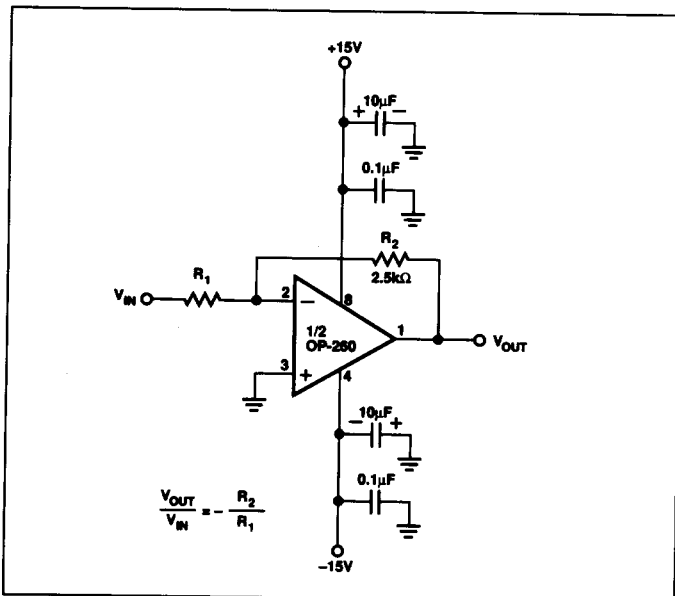 +15V
+ 10μF −
0.1μF
R2
2.5kΩ
R1
VIN
2
−
8
1/2
OP-260
1
VOUT
3
+
4
− 10μF +
0.1μF
VOUT
VIN
= −
R2
R1
−15V